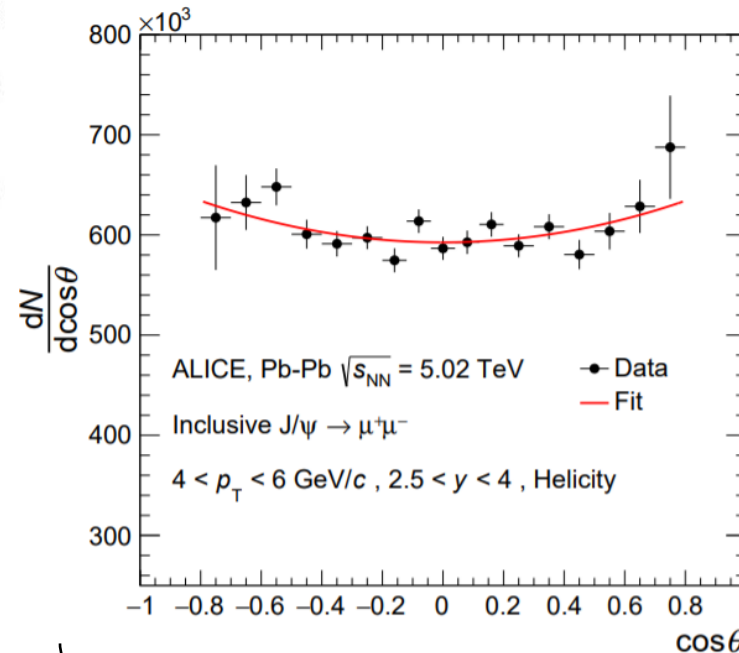 ×10³
800
700
600
500
400
300
dN
dcosθ
ALICE, Pb-Pb √sNN = 5.02 TeV
Inclusive J/ψ → μ⁺μ⁻
4 < pT < 6 GeV/c , 2.5 < y < 4 , Helicity
Data
Fit
−1 −0.8 −0.6 −0.4 −0.2 0 0.2 0.4 0.6 0.8
cosθ